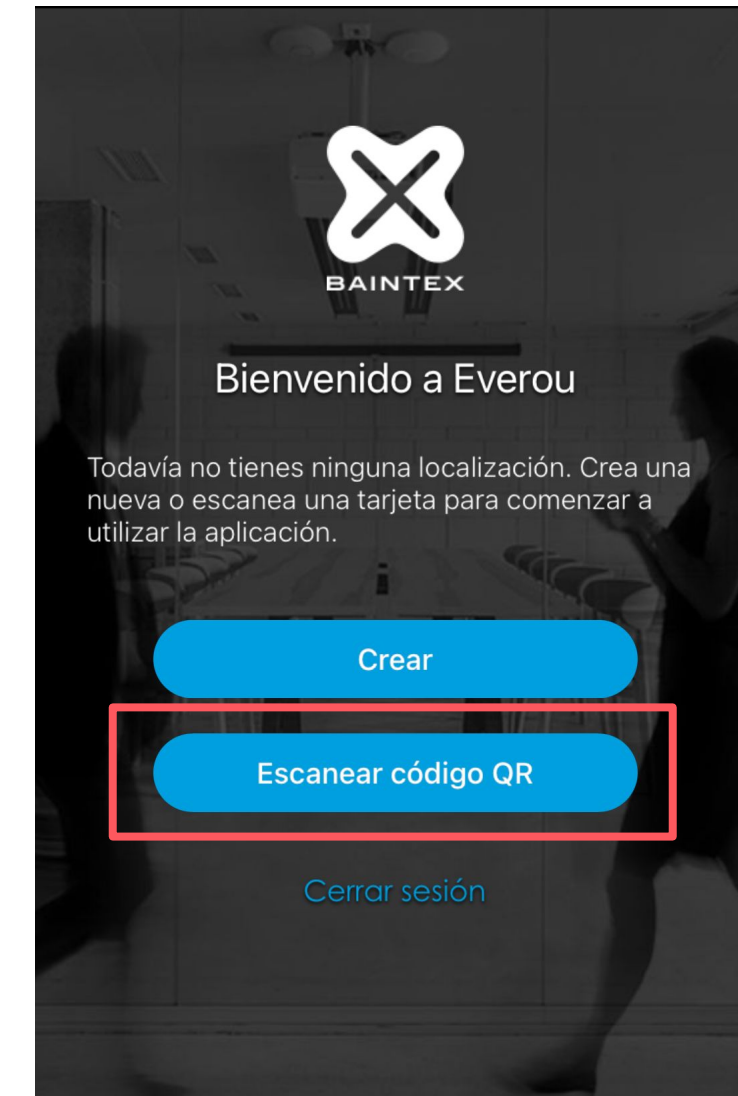 BAINTEX
Bienvenido a Everou
Todavía no tienes ninguna localización. Crea una
nueva o escanea una tarjeta para comenzar a
utilizar la aplicación.
Crear
Escanear código QR
Cerrar sesión